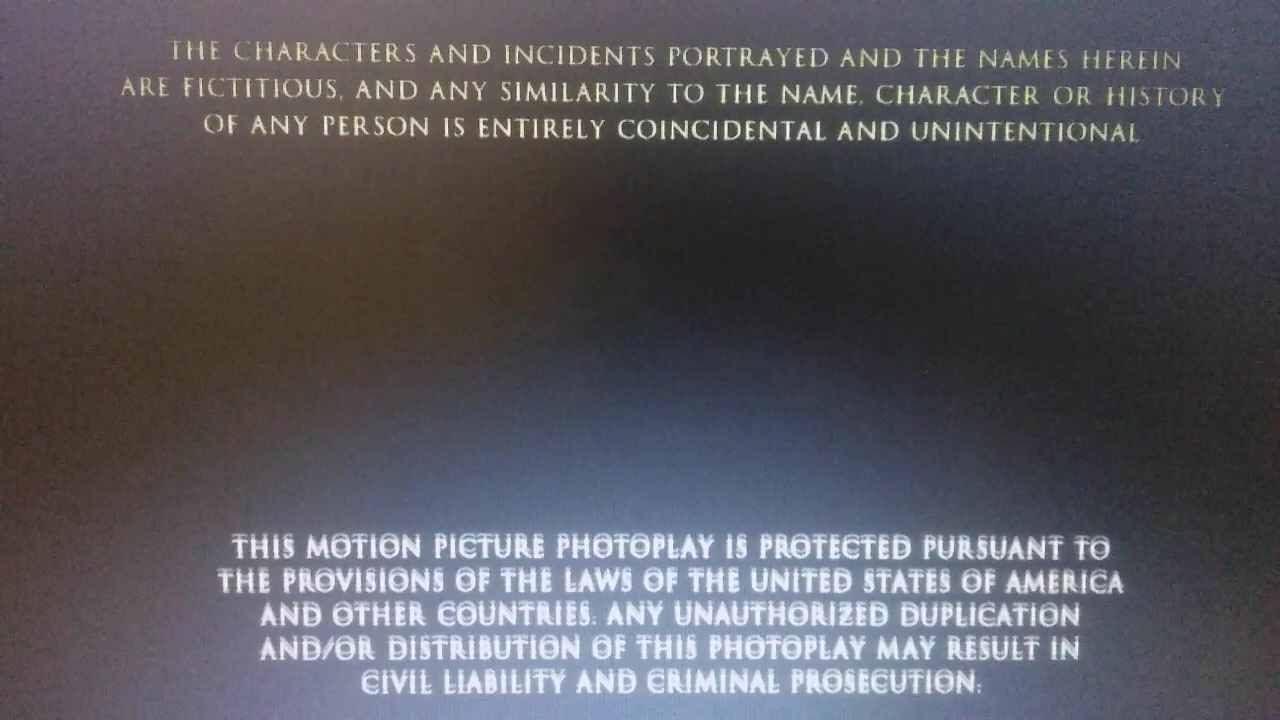 THE CHARACTERS AND INCIDENTS PORTRAYED AND THE NAMES HEREIN
ARE FICTITIOUS, AND ANY SIMILARITY TO THE NAME, CHARACTER OR HISTORY
OF ANY PERSON IS ENTIRELY COINCIDENTAL AND UNINTENTIONAL
THIS MOTION PICTURE PHOTOPLAY IS PROTECTED PURSUANT TO
THE PROVISIONS OF THE LAWS OF THE UNITED STATES OF AMERICA
AND OTHER COUNTRIES. ANY UNAUTHORIZED DUPLICATION
AND/OR DISTRIBUTION OF THIS PHOTOPLAY MAY RESULT IN
CIVIL LIABILITY AND CRIMINAL PROSECUTION.